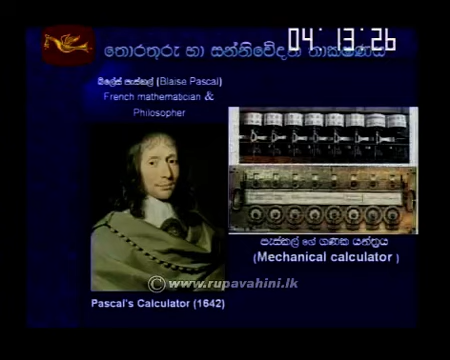 04:13:26
තොරතුරු හා සන්නිවේදන තාක්ෂණය
බ්ලේස් පැස්කල් (Blaise Pascal)
French mathematician &
Philosopher
පැස්කල් ගේ ගණක යන්ත්‍රය
(Mechanical calculator )
© www.rupavahini.lk
Pascal's Calculator (1642)